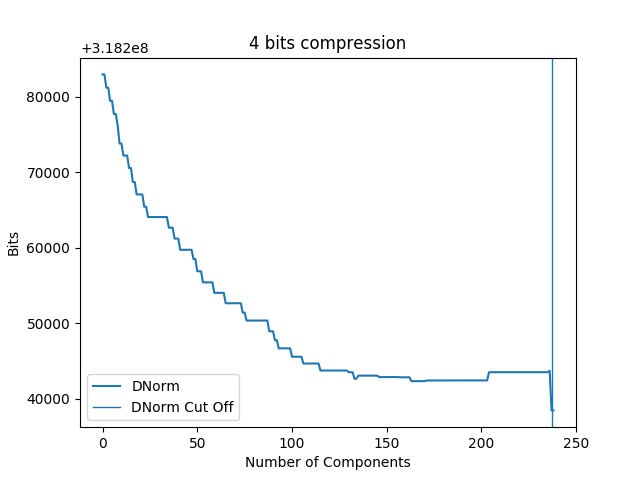 4 bits compression
+3.182e8
80000
70000
60000
50000
40000
Bits
DNorm
DNorm Cut Off
0 50 100 150 200 250
Number of Components